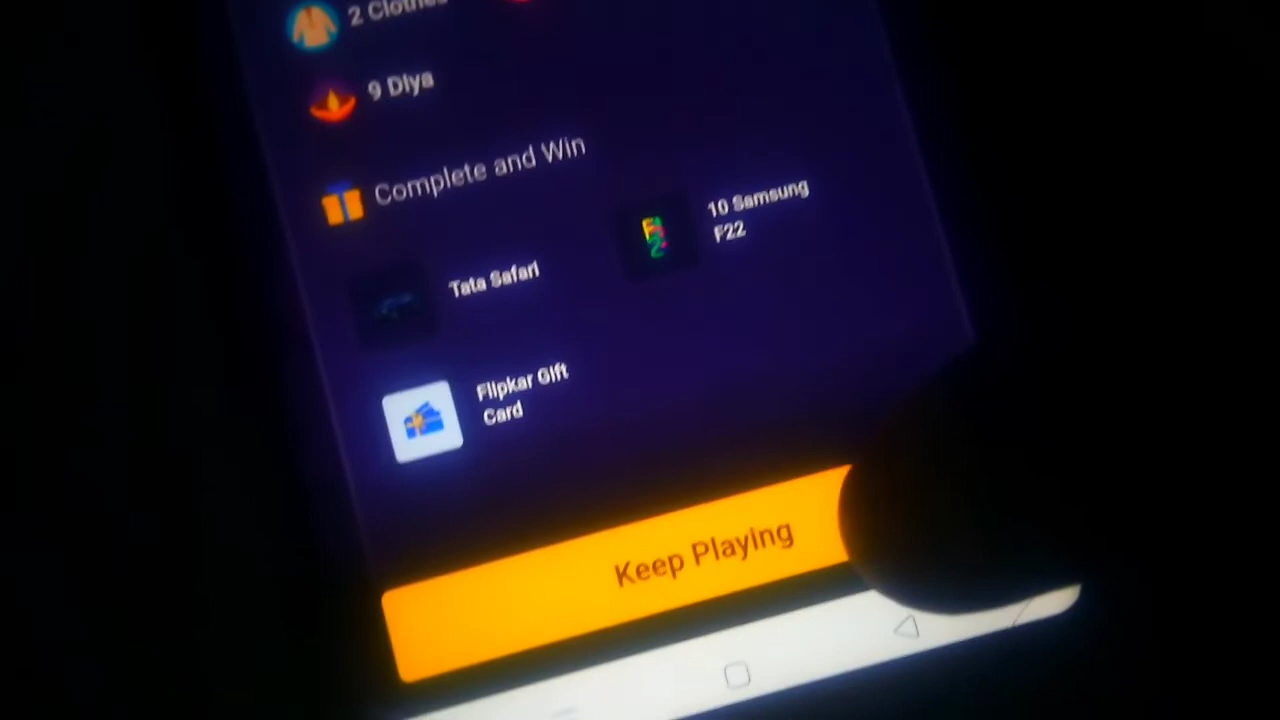 2 Clothes
9 Diya
Complete and Win
10 Samsung
F22
Tata Safari
Flipkar Gift
Card
Keep Playing